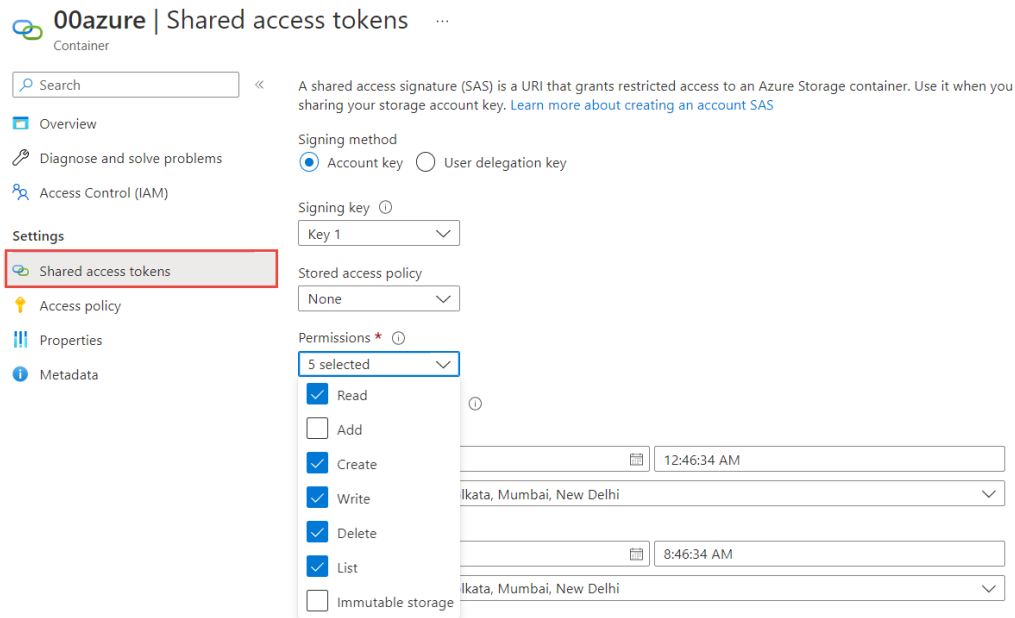 00azure | Shared access tokens ...
Container
Search
«
Overview
Diagnose and solve problems
Access Control (IAM)
Settings
Shared access tokens
Access policy
Properties
Metadata
A shared access signature (SAS) is a URI that grants restricted access to an Azure Storage container. Use it when you
sharing your storage account key. Learn more about creating an account SAS
Signing method
Account key
User delegation key
Signing key
Key 1
Stored access policy
None
Permissions *
5 selected
Read
Add
Create
Write
Delete
List
Immutable storage
12:46:34 AM
lkata, Mumbai, New Delhi
8:46:34 AM
lkata, Mumbai, New Delhi